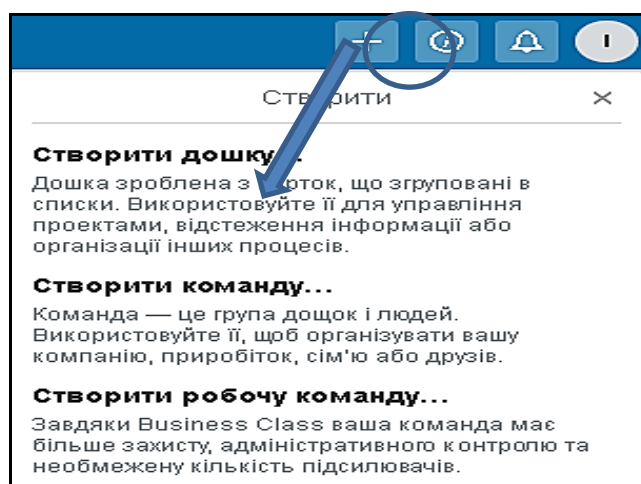 І
Створити
Створити дошку...
Дошка зроблена з карток, що згруповані в
списки. Використовуйте її для управління
проектами, відстеження інформації або
організації інших процесів.
Створити команду...
Команда — це група дощок і людей.
Використовуйте її, щоб організувати вашу
компанію, приробіток, сім'ю або друзів.
Створити робочу команду...
Завдяки Business Class ваша команда має
більше захисту, адміністративного контролю та
необмежену кількість підсилювачів.